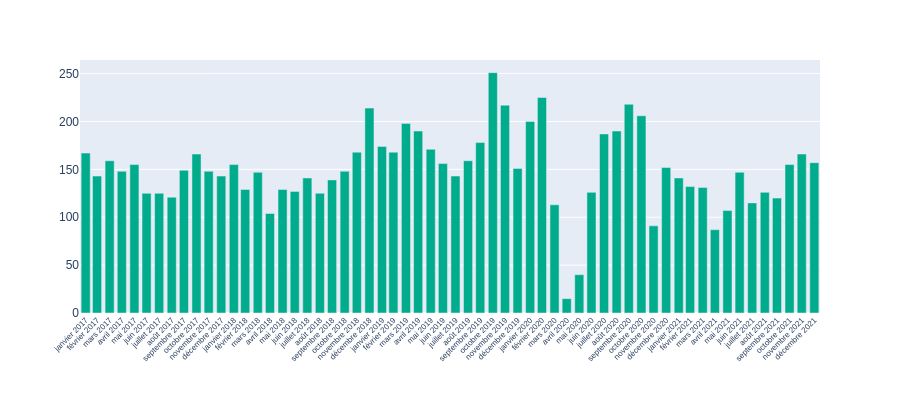 250
200
150
100
50
0
janvier 2017
février 2017
mars 2017
avril 2017
mai 2017
juin 2017
juillet 2017
août 2017
septembre 2017
octobre 2017
novembre 2017
décembre 2017
janvier 2018
février 2018
mars 2018
avril 2018
mai 2018
juin 2018
juillet 2018
août 2018
septembre 2018
octobre 2018
novembre 2018
décembre 2018
janvier 2019
février 2019
mars 2019
avril 2019
mai 2019
juin 2019
juillet 2019
août 2019
septembre 2019
octobre 2019
novembre 2019
décembre 2019
janvier 2020
février 2020
mars 2020
avril 2020
mai 2020
juin 2020
juillet 2020
août 2020
septembre 2020
octobre 2020
novembre 2020
décembre 2020
janvier 2021
février 2021
mars 2021
avril 2021
mai 2021
juin 2021
juillet 2021
août 2021
septembre 2021
octobre 2021
novembre 2021
décembre 2021